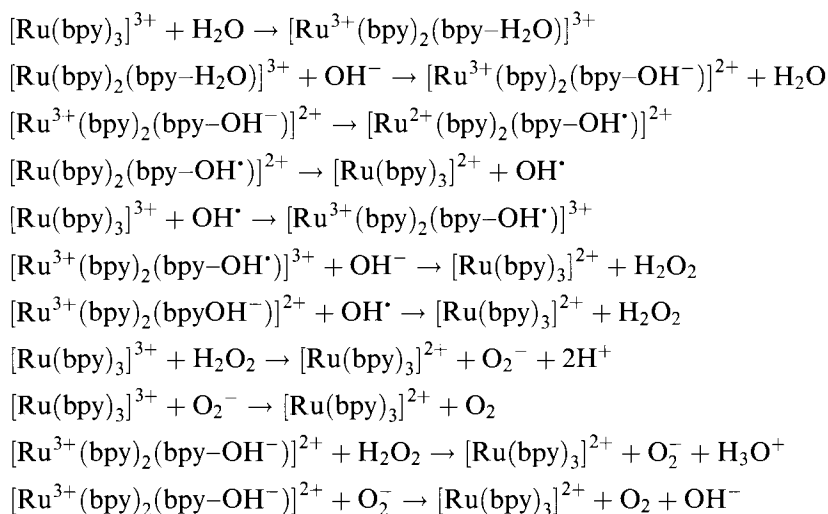 [Ru(bpy)₃]³⁺ + H₂O → [Ru³⁺(bpy)₂(bpy–H₂O)]³⁺
[Ru(bpy)₂(bpy–H₂O)]³⁺ + OH⁻ → [Ru³⁺(bpy)₂(bpy–OH⁻)]²⁺ + H₂O
[Ru³⁺(bpy)₂(bpy–OH⁻)]²⁺ → [Ru²⁺(bpy)₂(bpy–OH•)]²⁺
[Ru(bpy)₂(bpy–OH•)]²⁺ → [Ru(bpy)₃]²⁺ + OH•
[Ru(bpy)₃]³⁺ + OH• → [Ru³⁺(bpy)₂(bpy–OH•)]³⁺
[Ru³⁺(bpy)₂(bpy–OH•)]³⁺ + OH⁻ → [Ru(bpy)₃]²⁺ + H₂O₂
[Ru³⁺(bpy)₂(bpyOH⁻)]²⁺ + OH• → [Ru(bpy)₃]²⁺ + H₂O₂
[Ru(bpy)₃]³⁺ + H₂O₂ → [Ru(bpy)₃]²⁺ + O₂⁻ + 2H⁺
[Ru(bpy)₃]³⁺ + O₂⁻ → [Ru(bpy)₃]²⁺ + O₂
[Ru³⁺(bpy)₂(bpy–OH⁻)]²⁺ + H₂O₂ → [Ru(bpy)₃]²⁺ + O₂⁻ + H₃O⁺
[Ru³⁺(bpy)₂(bpy–OH⁻)]²⁺ + O₂⁻ → [Ru(bpy)₃]²⁺ + O₂ + OH⁻